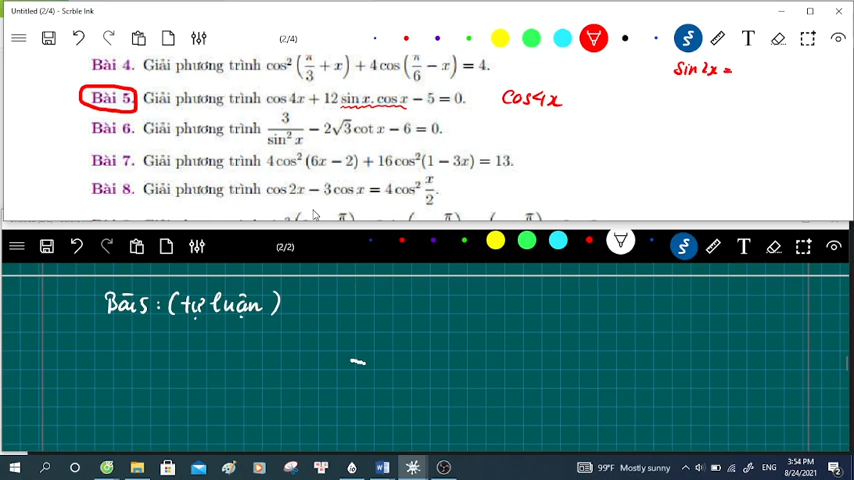 Untitled (2/4) - Scrble Ink
(2/4)
Bài 4. Giải phương trình cos² (π/3 + x) + 4 cos (π/6 − x) = 4.
sin2x =
Bài 5. Giải phương trình cos 4x + 12 sin x. cos x − 5 = 0.
cos4x
Bài 6. Giải phương trình 3/sin² x − 2√3 cot x − 6 = 0.
Bài 7. Giải phương trình 4 cos² (6x − 2) + 16 cos² (1 − 3x) = 13.
Bài 8. Giải phương trình cos 2x − 3 cos x = 4 cos² x/2.
(2/2)
Bài 5 : (tự luận)
99°F Mostly sunny
ENG
3:54 PM
8/24/2021